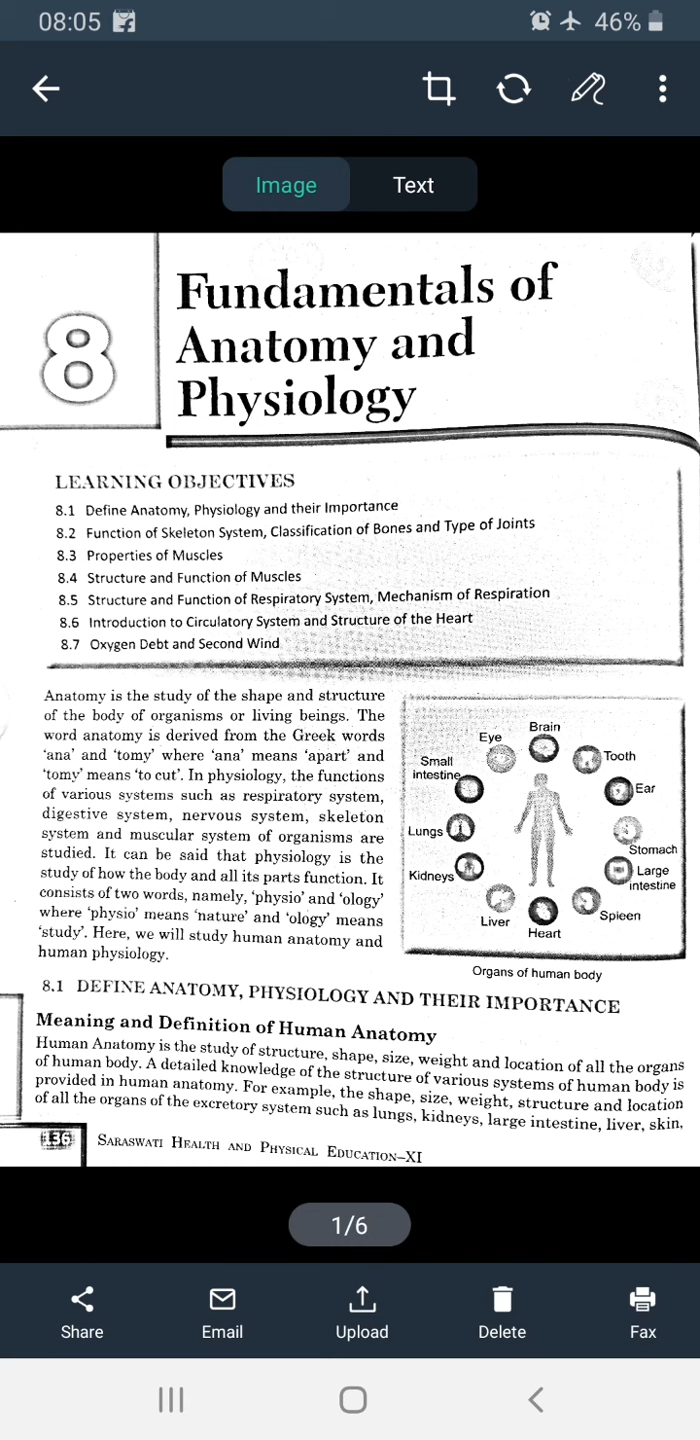 08:05
46%
Image
Text
8
Fundamentals of
Anatomy and
Physiology
LEARNING OBJECTIVES
8.1 Define Anatomy, Physiology and their Importance
8.2 Function of Skeleton System, Classification of Bones and Type of Joints
8.3 Properties of Muscles
8.4 Structure and Function of Muscles
8.5 Structure and Function of Respiratory System, Mechanism of Respiration
8.6 Introduction to Circulatory System and Structure of the Heart
8.7 Oxygen Debt and Second Wind
Anatomy is the study of the shape and structure
of the body of organisms or living beings. The
word anatomy is derived from the Greek words
‘ana’ and ‘tomy’ where ‘ana’ means ‘apart’ and
‘tomy’ means ‘to cut’. In physiology, the functions
of various systems such as respiratory system,
digestive system, nervous system, skeleton
system and muscular system of organisms are
studied. It can be said that physiology is the
study of how the body and all its parts function. It
consists of two words, namely, ‘physio’ and ‘ology’
where ‘physio’ means ‘nature’ and ‘ology’ means
‘study’. Here, we will study human anatomy and
human physiology.
Brain
Eye
Tooth
Small
intestine
Ear
Lungs
Stomach
Kidneys
Large
intestine
Liver
Spleen
Heart
Organs of human body
8.1 DEFINE ANATOMY, PHYSIOLOGY AND THEIR IMPORTANCE
Meaning and Definition of Human Anatomy
Human Anatomy is the study of structure, shape, size, weight and location of all the organs
of human body. A detailed knowledge of the structure of various systems of human body is
provided in human anatomy. For example, the shape, size, weight, structure and location
of all the organs of the excretory system such as lungs, kidneys, large intestine, liver, skin,
136
SARASWATI HEALTH AND PHYSICAL EDUCATION–XI
1/6
Share
Email
Upload
Delete
Fax